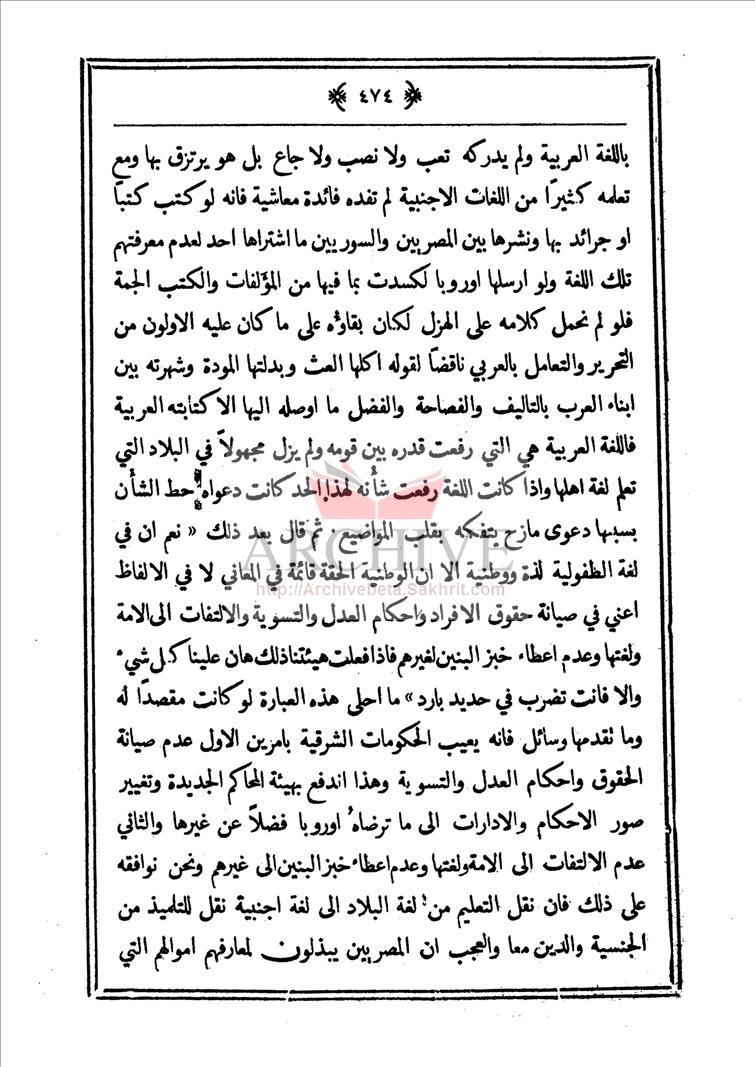 ٤٧٤
باللغة العربية ولم يدركه تعب ولا نصب ولا جاع بل هو يرتزق بها ومع
تعلمه كثيرًا من اللغات الاجنبية لم تفده فائدة معاشية فانه لو كتب كتبًا
او جرائد بها ونشرها بين المصريين والسوريين ما اشتراها احد لعدم معرفتهم
تلك اللغة ولو ارسلها اوروبا لكسدت بما فيها من المؤلفات والكتب الجمة
فلو لم نحمل كلامه على الهزل لكان بقاؤه على ما كان عليه الاولون من
التحرير والتعامل بالعربي ناقضًا لقوله اكلها العث وبدلتها المودة وشهرته بين
ابناء العرب بالتاليف والفصاحة والفضل ما اوصله اليها الا كتابته العربية
فاللغة العربية هي التي رفعت قدره بين قومه ولم يزل مجهولاً في البلاد التي
تعلم لغة اهلها واذا كانت اللغة رفعت شأنه لهذا الحد كانت دعواه حط الشأن
بسببها دعوى مازح يتفكه بقلب المواضيع. ثم قال بعد ذلك « نعم ان في
لغة الطفولية لذة ووطنية الا ان الوطنية الحقة قائمة في المعاني لا في الالفاظ
اعني في صيانة حقوق الافراد واحكام العدل والتسوية والالتفات الى الامة
ولغتها وعدم اعطاء خبز البنين لغيرهم فاذا فعلت هيئتنا ذلك هان علينا كل شيء
والا فانت تضرب في حديد بارد » ما احلى هذه العبارة لو كانت مقصدًا له
وما تقدمها وسائل فانه يعيب الحكومات الشرقية بامرين الاول عدم صيانة
الحقوق واحكام العدل والتسوية وهذا اندفع بهيئة المحاكم الجديدة وتغيير
صور الاحكام والادارات الى ما ترضاه اوروبا فضلاً عن غيرها والثاني
عدم الالتفات الى الامة ولغتها وعدم اعطاء خبز البنين الى غيرهم ونحن نوافقه
على ذلك فان نقل التعليم من لغة البلاد الى لغة اجنبية نقل للتلميذ من
الجنسية والدين معا والعجب ان المصريين يبذلون لمعارفهم اموالهم التي
ARCHIVE
http://Archivebeta.Sakhrit.com